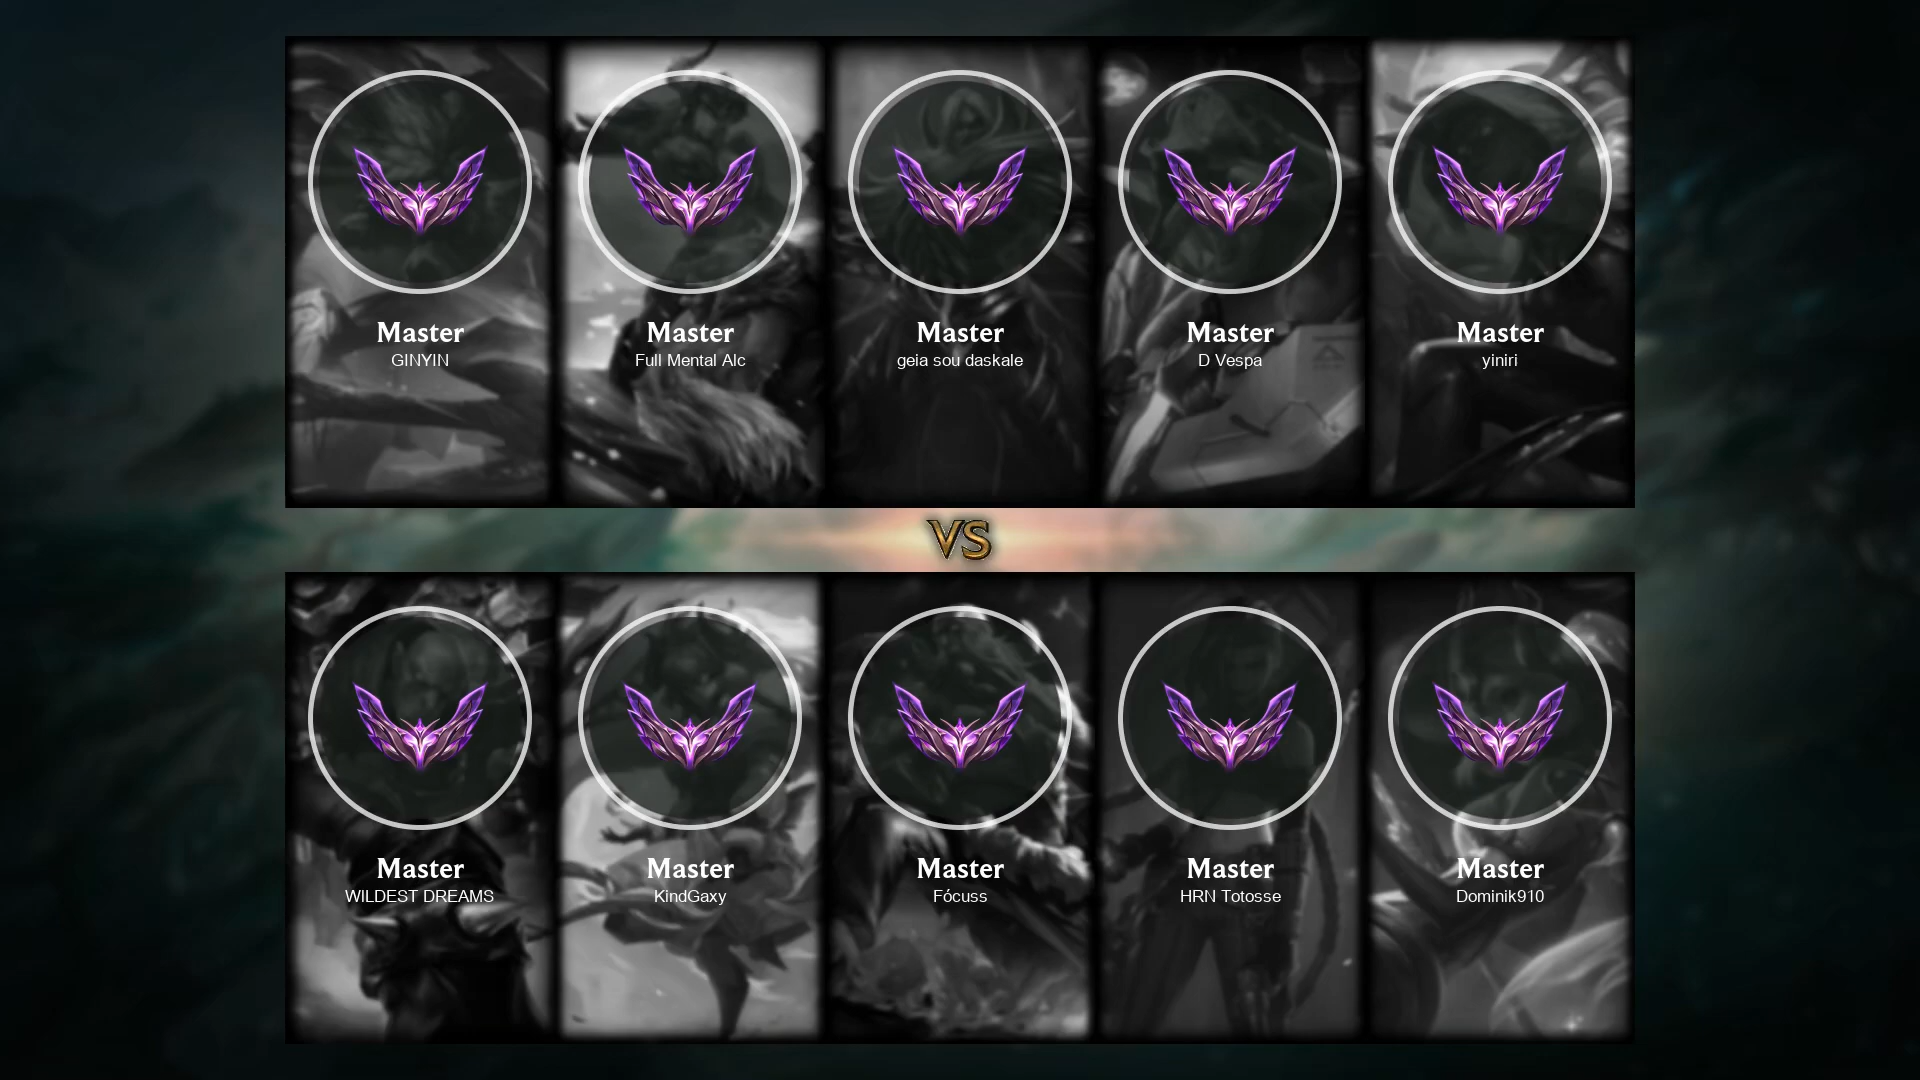 Master
GINYIN
Master
Full Mental Alc
Master
geia sou daskale
Master
D Vespa
Master
yiniri
VS
Master
WILDEST DREAMS
Master
KindGaxy
Master
Fócuss
Master
HRN Totosse
Master
Dominik910